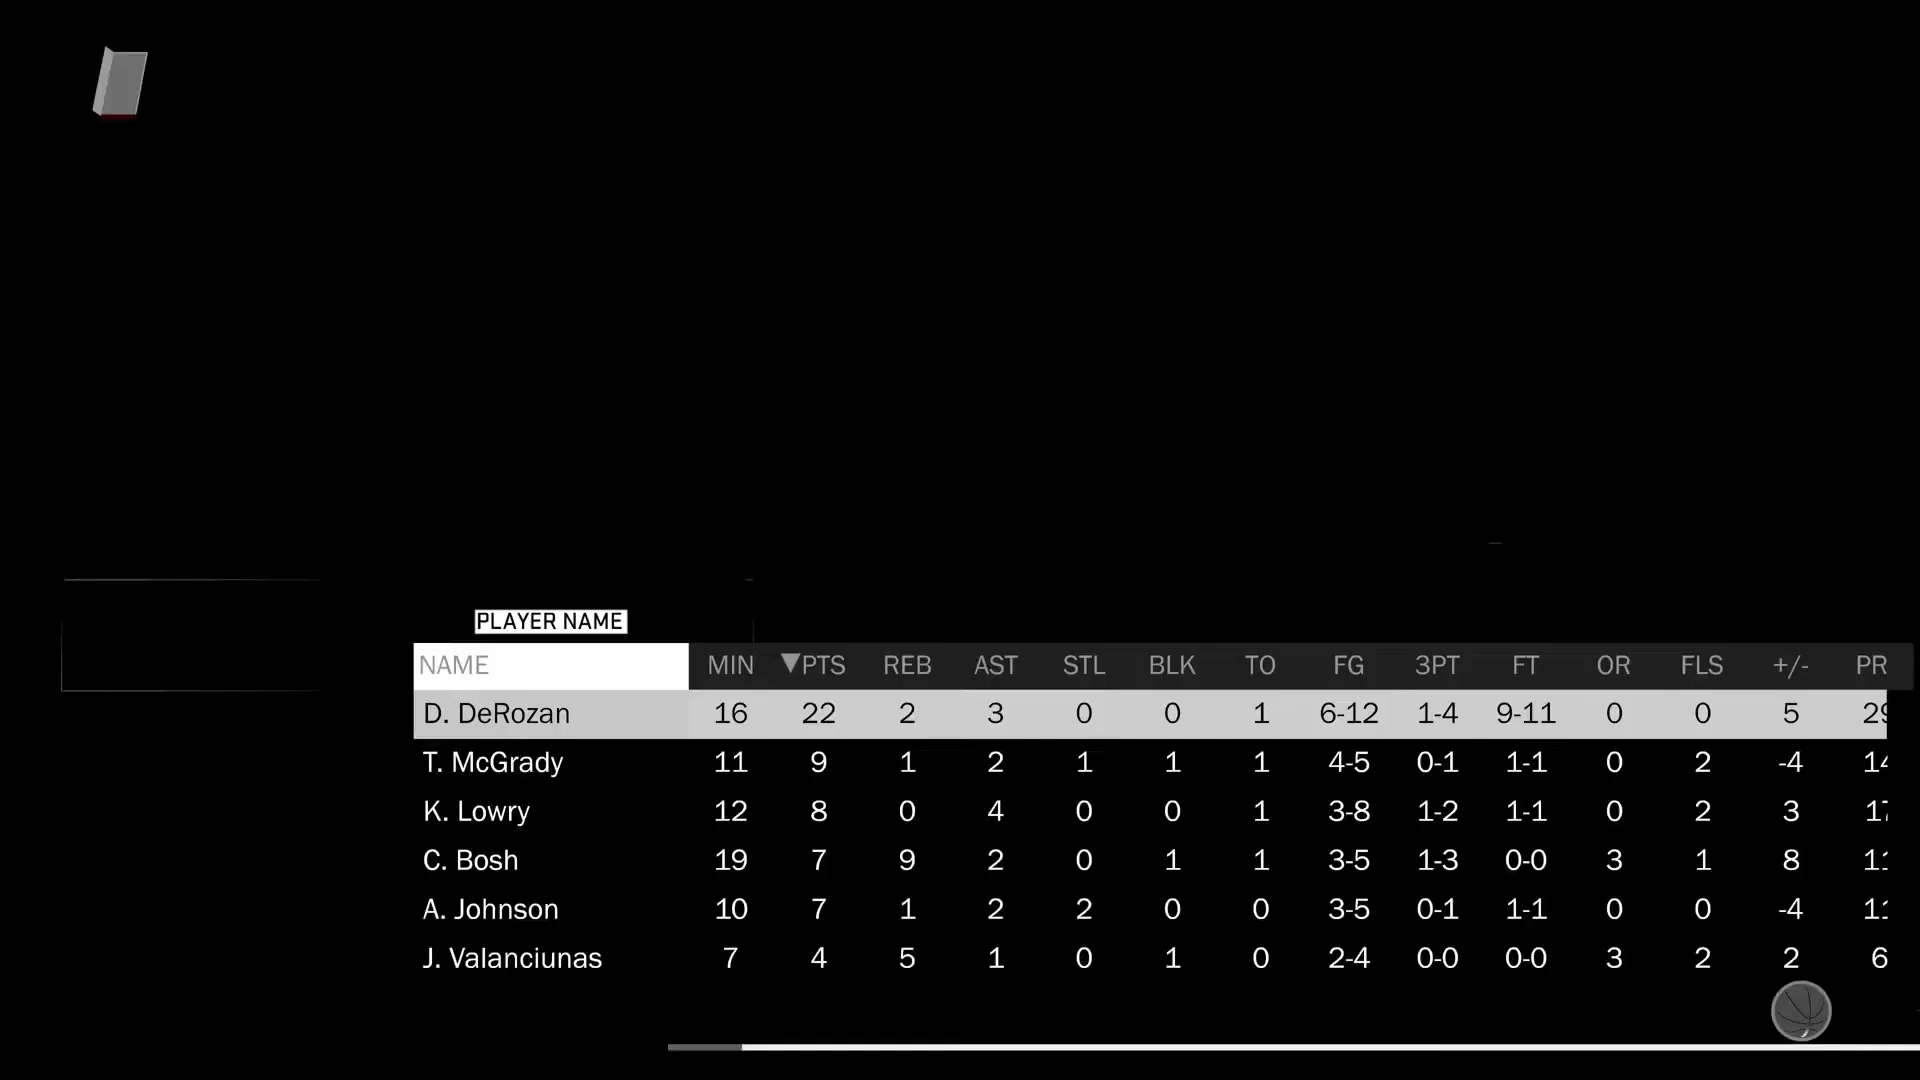 PLAYER NAME
NAME MIN ▼PTS REB AST STL BLK TO FG 3PT FT OR FLS +/- PR
D. DeRozan 16 22 2 3 0 0 1 6-12 1-4 9-11 0 0 5
T. McGrady 11 9 1 2 1 1 1 4-5 0-1 1-1 0 2 -4
K. Lowry 12 8 0 4 0 0 1 3-8 1-2 1-1 0 2 3
C. Bosh 19 7 9 2 0 1 1 3-5 1-3 0-0 3 1 8
A. Johnson 10 7 1 2 2 0 0 3-5 0-1 1-1 0 0 -4
J. Valanciunas 7 4 5 1 0 1 0 2-4 0-0 0-0 3 2 2 6